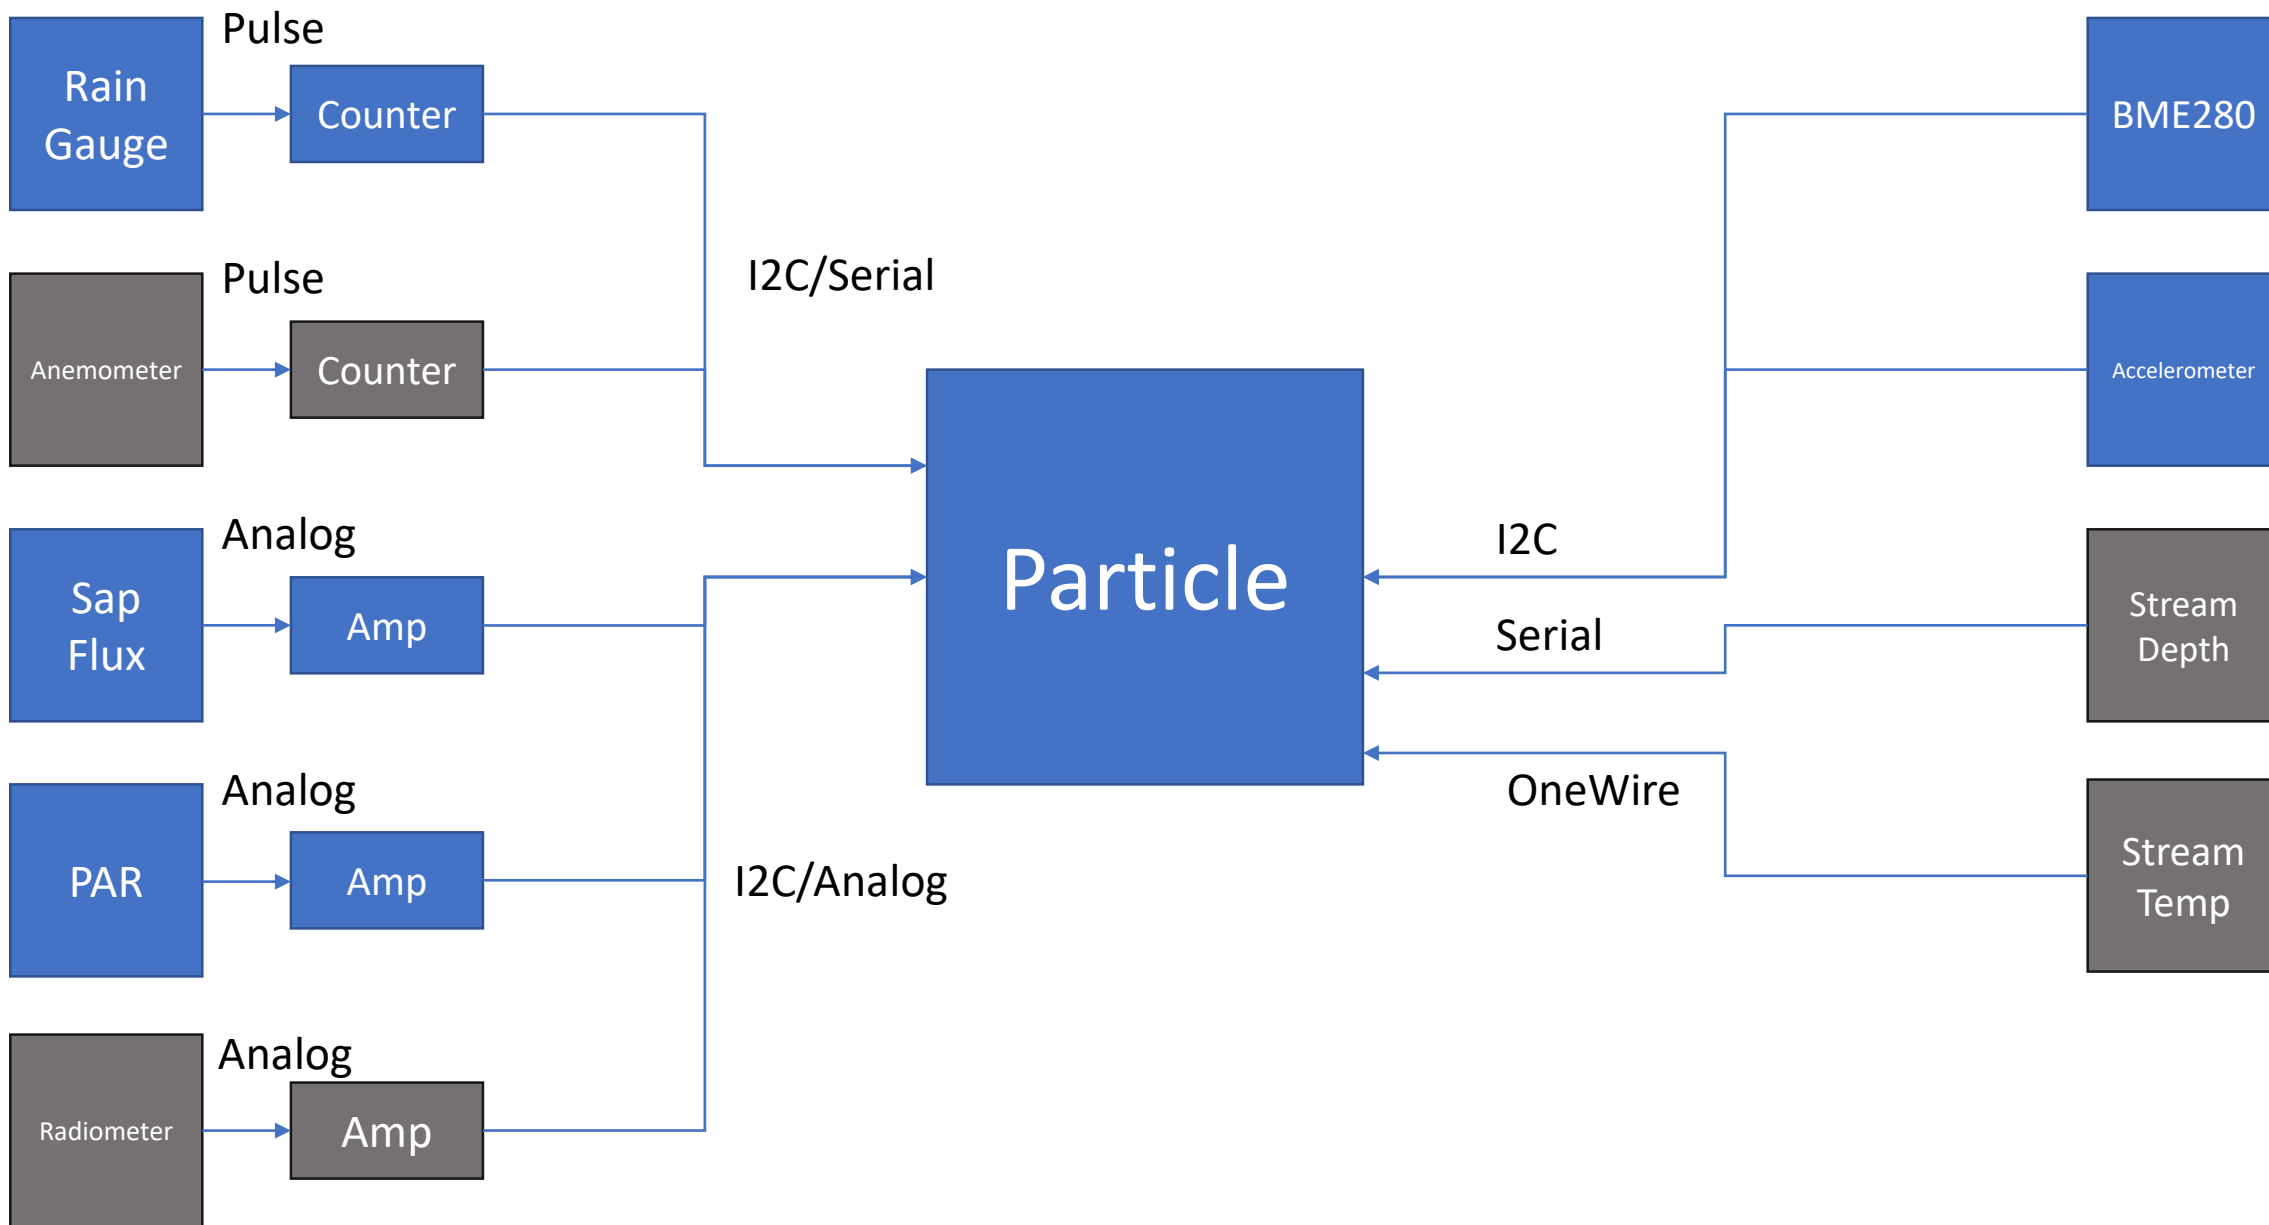 Pulse
Rain
Gauge
Counter
BME280
Pulse
I2C/Serial
Anemometer
Counter
Accelerometer
Analog
I2C
Sap
Flux
Amp
Particle
Serial
Stream
Depth
Analog
OneWire
PAR
Amp
I2C/Analog
Stream
Temp
Analog
Radiometer
Amp